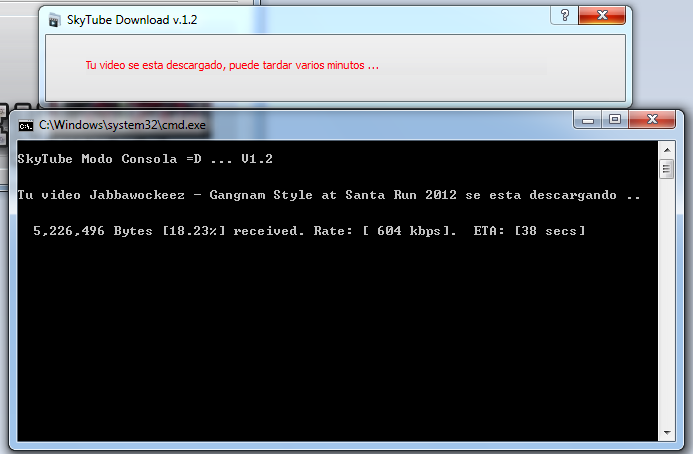 SkyTube Download v.1.2
Tu video se esta descargado, puede tardar varios minutos ...
C:\Windows\system32\cmd.exe
SkyTube Modo Consola =D ... V1.2
Tu video Jabbawockeez - Gangnam Style at Santa Run 2012 se esta descargando ..
5,226,496 Bytes [18.23%] received. Rate: [ 604 kbps].  ETA: [38 secs]